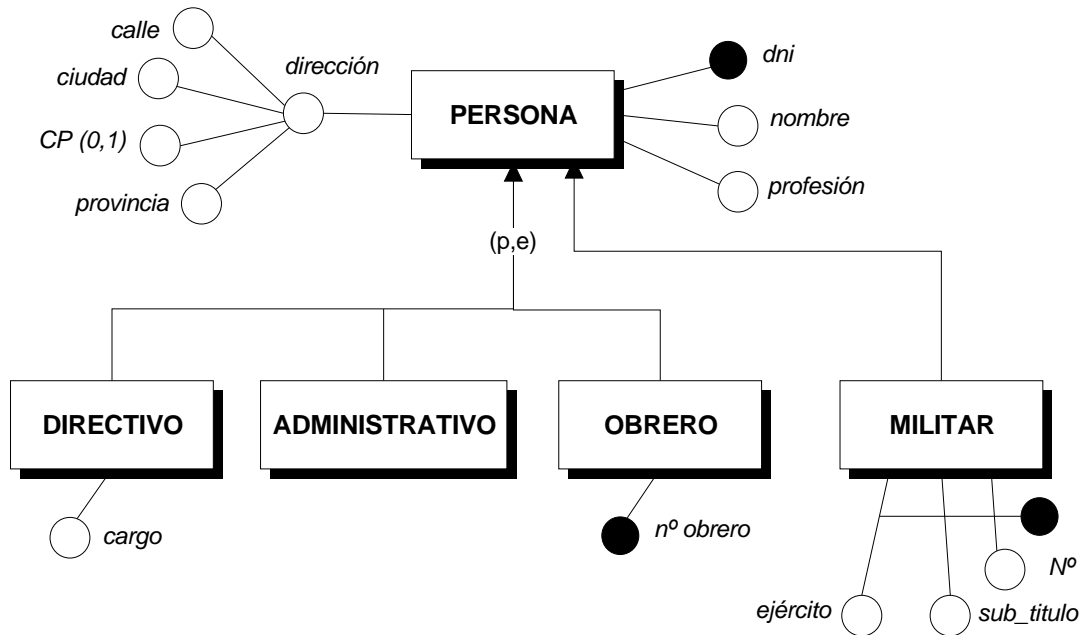 calle
ciudad
dirección
CP (0,1)
provincia
PERSONA
dni
nombre
profesión
(p,e)
DIRECTIVO
ADMINISTRATIVO
OBRERO
MILITAR
cargo
nº obrero
Nº
ejército
sub_titulo